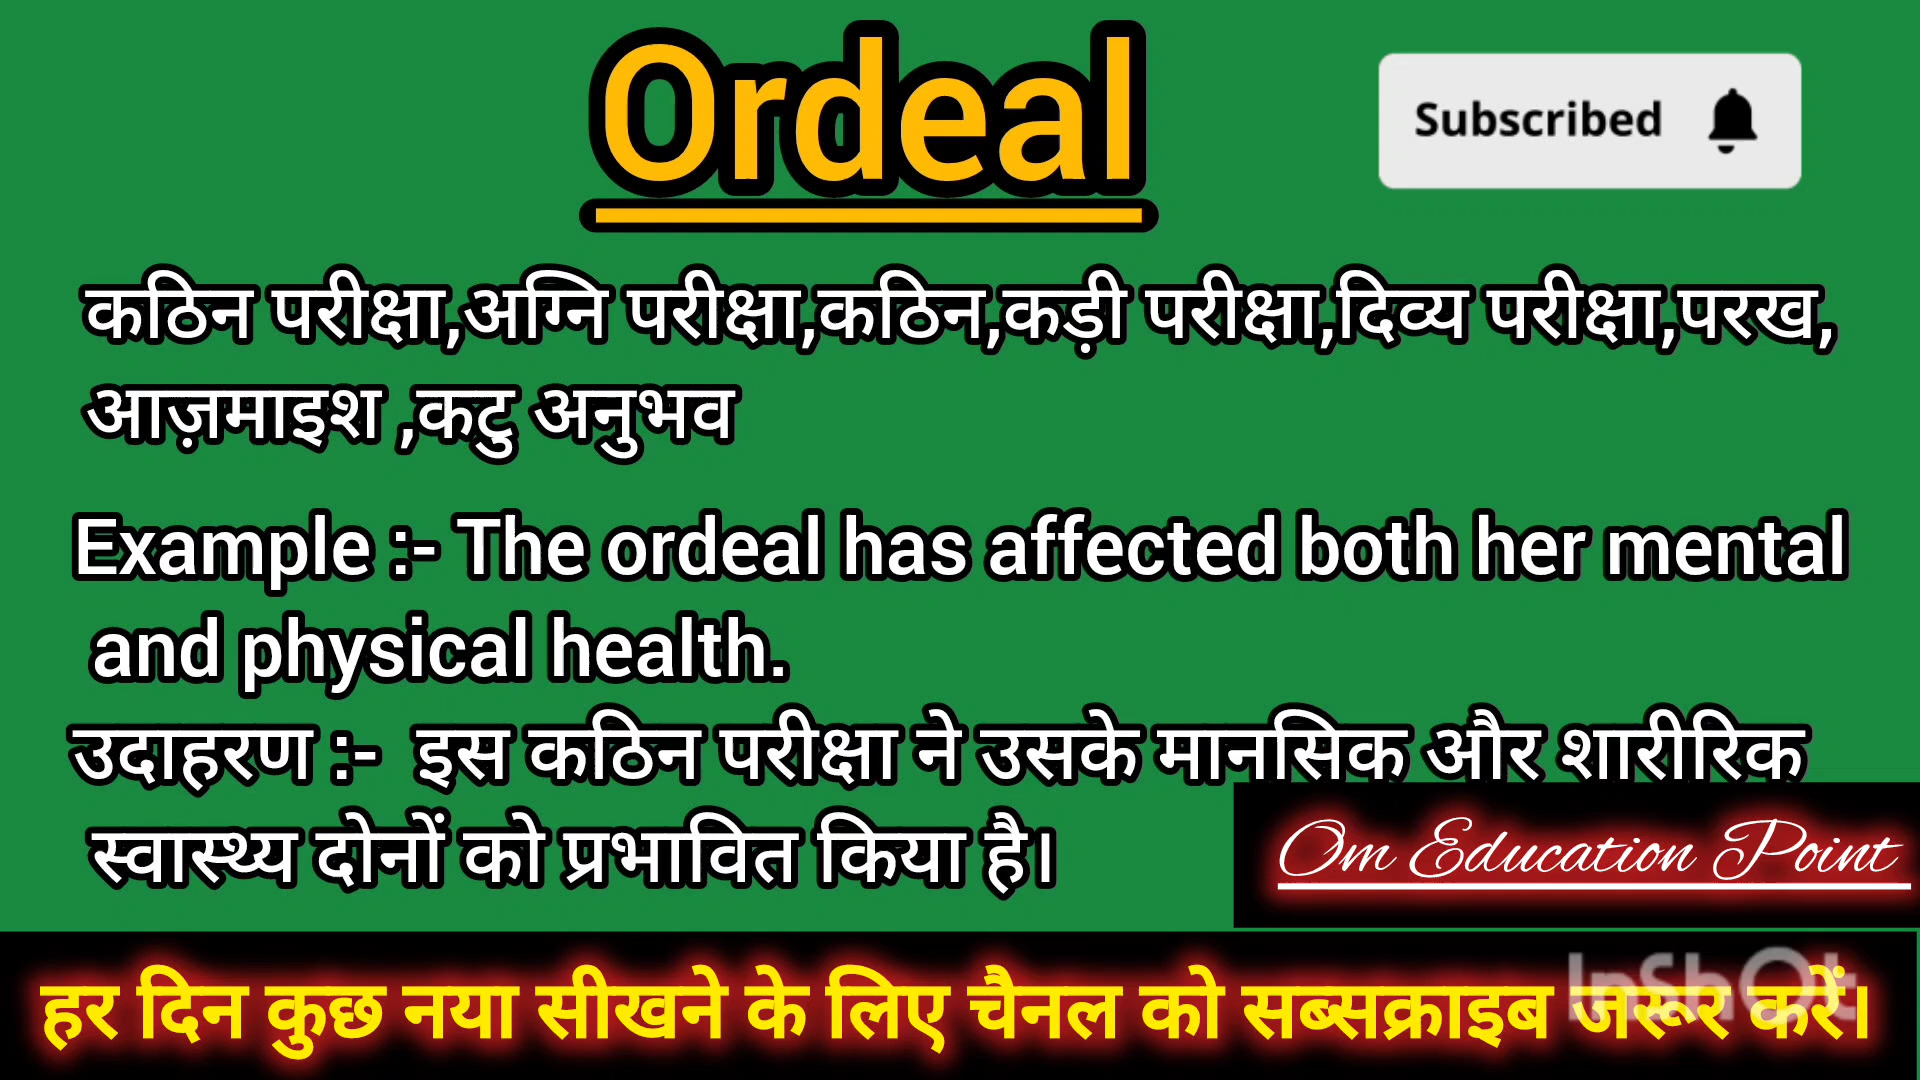 Ordeal
Subscribed
कठिन परीक्षा,अग्नि परीक्षा,कठिन,कड़ी परीक्षा,दिव्य परीक्षा,परख,
आज़माइश ,कटु अनुभव
Example :- The ordeal has affected both her mental
and physical health.
उदाहरण :- इस कठिन परीक्षा ने उसके मानसिक और शारीरिक
स्वास्थ्य दोनों को प्रभावित किया है।
Om Education Point
हर दिन कुछ नया सीखने के लिए चैनल को सब्सक्राइब जरूर करें।
InShOt